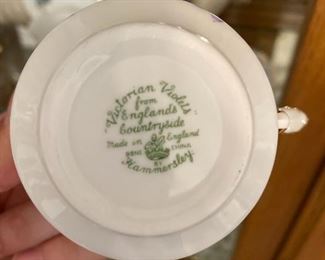 "Victorian Violets"
from
England's
Countryside
Made in England
BONE CHINA
BY
Hammersley